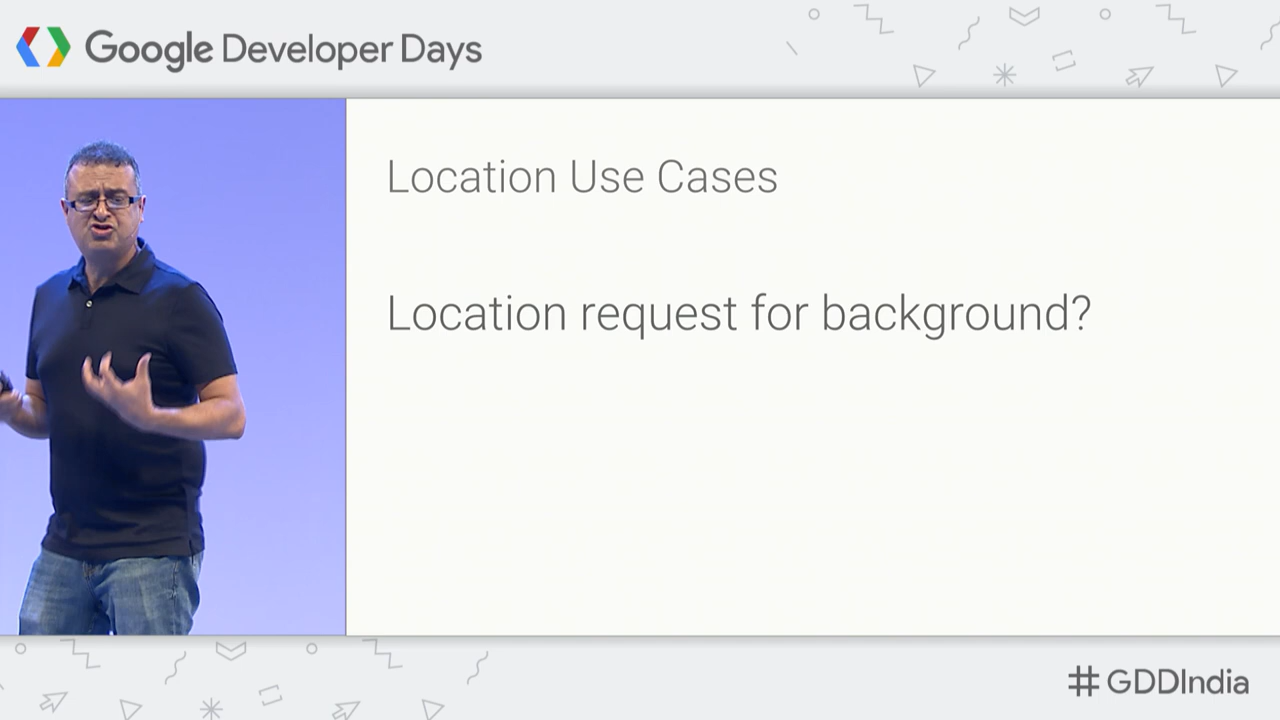 Google Developer Days
Location Use Cases
Location request for background?
#GDDIndia